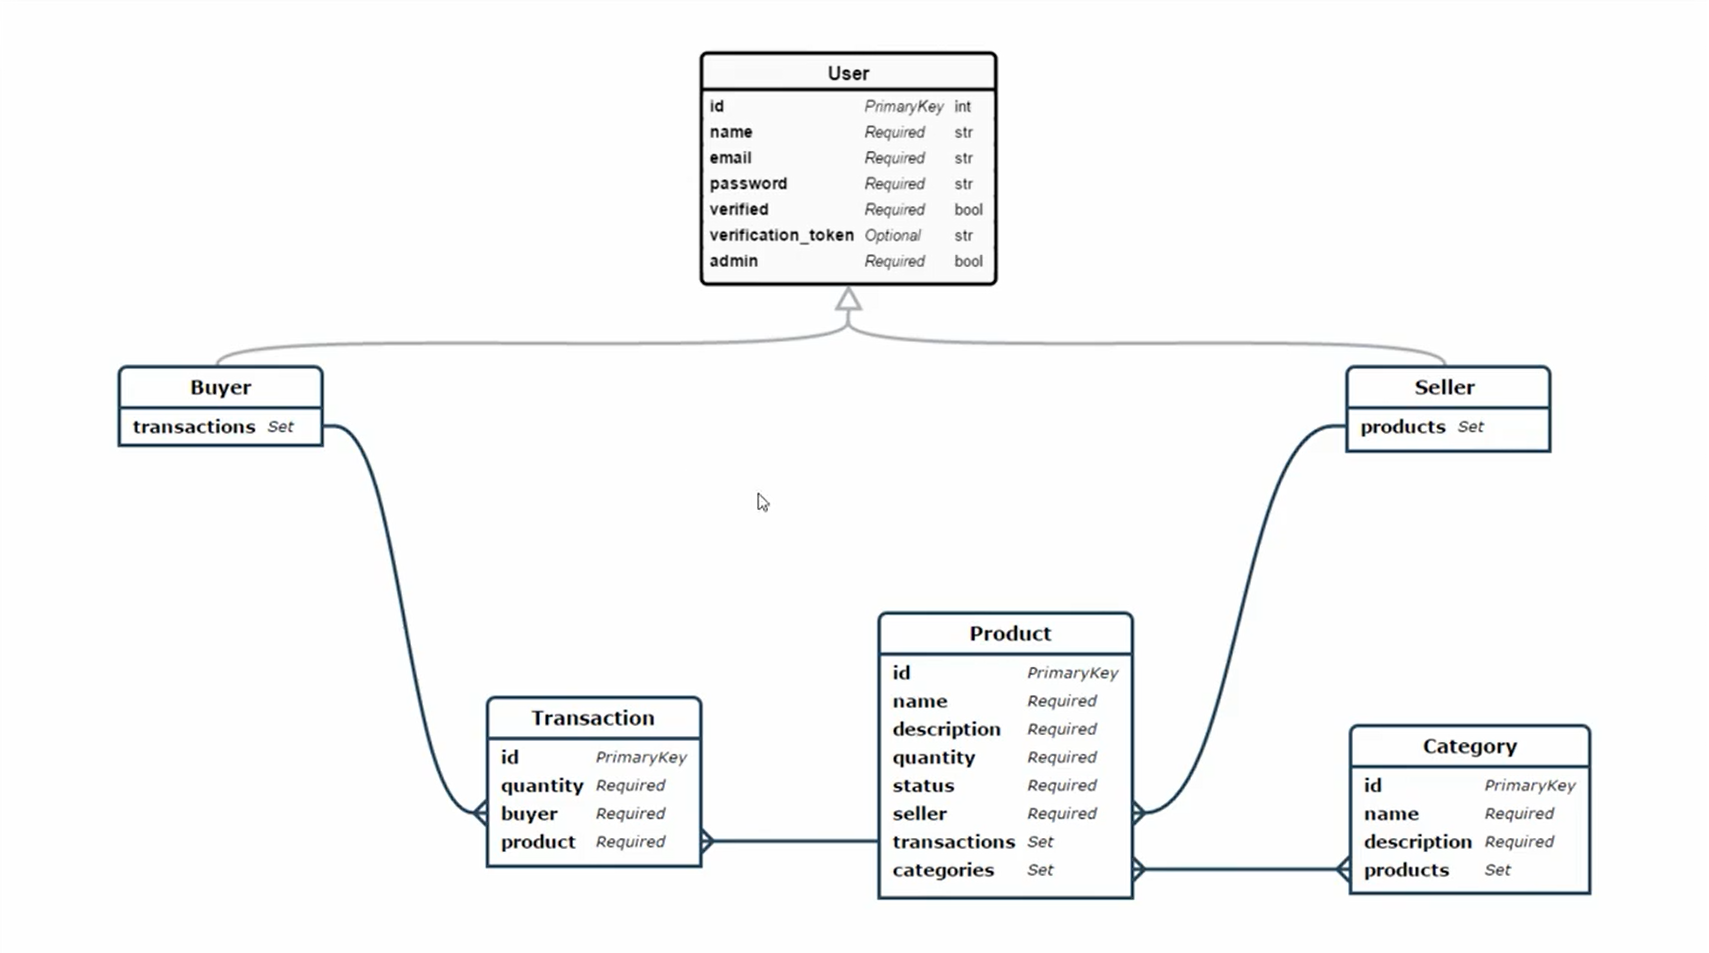 User
id PrimaryKey int
name Required str
email Required str
password Required str
verified Required bool
verification_token Optional str
admin Required bool
Buyer
transactions Set
Seller
products Set
Transaction
id PrimaryKey
quantity Required
buyer Required
product Required
Product
id PrimaryKey
name Required
description Required
quantity Required
status Required
seller Required
transactions Set
categories Set
Category
id PrimaryKey
name Required
description Required
products Set